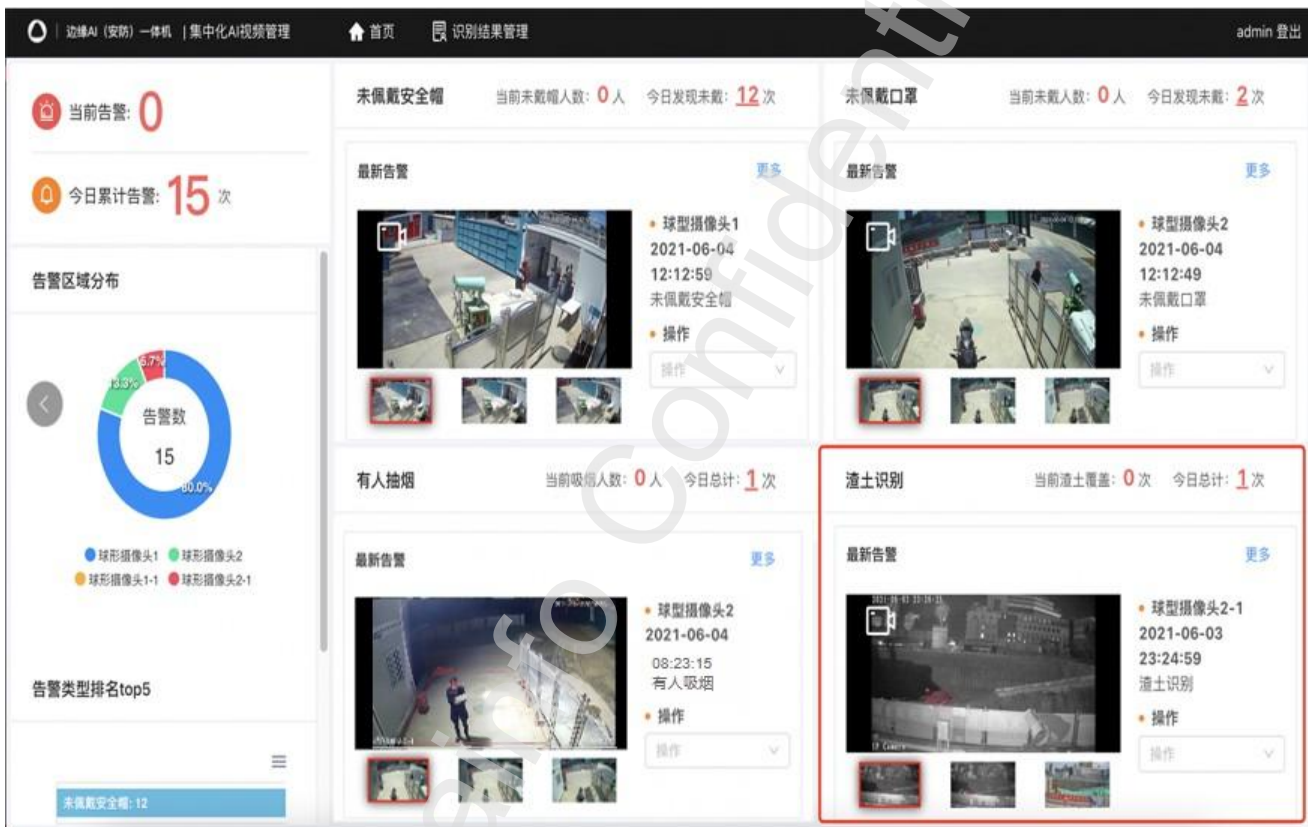 边缘AI（安防）一体机 | 集中化AI视频管理
首页
识别结果管理
admin 登出
当前告警: 0
今日累计告警: 15 次
告警区域分布
6.7%
13.3%
告警数
15
80.0%
球形摄像头1
球形摄像头2
球形摄像头1-1
球形摄像头2-1
告警类型排名top5
未佩戴安全帽: 12
未佩戴安全帽
当前未戴帽人数: 0 人
今日发现未戴: 12 次
最新告警
更多
球型摄像头1
2021-06-04
12:12:59
未佩戴安全帽
操作
操作
未佩戴口罩
当前未戴人数: 0 人
今日发现未戴: 2 次
最新告警
更多
球型摄像头2
2021-06-04
12:12:49
未佩戴口罩
操作
操作
有人抽烟
当前吸烟人数: 0 人
今日总计: 1 次
最新告警
更多
球型摄像头2
2021-06-04
08:23:15
有人吸烟
操作
操作
渣土识别
当前渣土覆盖: 0 次
今日总计: 1 次
最新告警
更多
IP Camera
球型摄像头2-1
2021-06-03
23:24:59
渣土识别
操作
操作